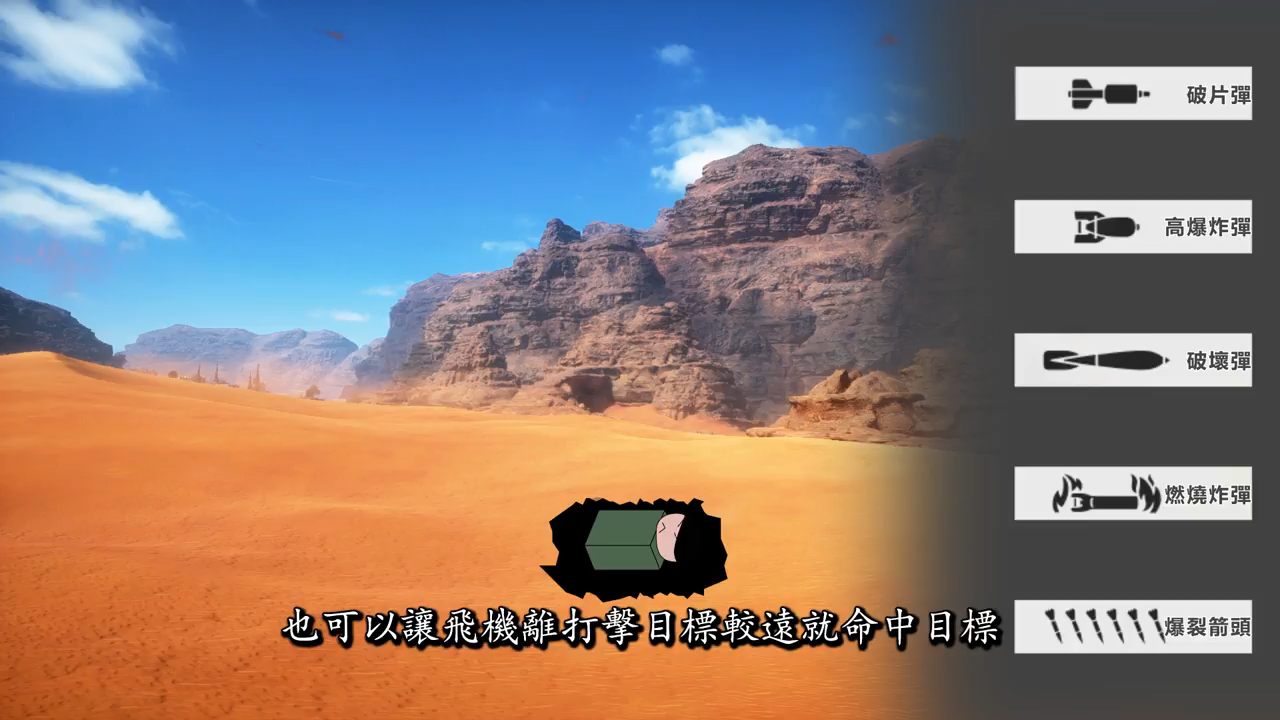 破片彈
高爆炸彈
破壞彈
燃燒炸彈
爆裂箭頭
也可以讓飛機離打擊目標較遠就命中目標